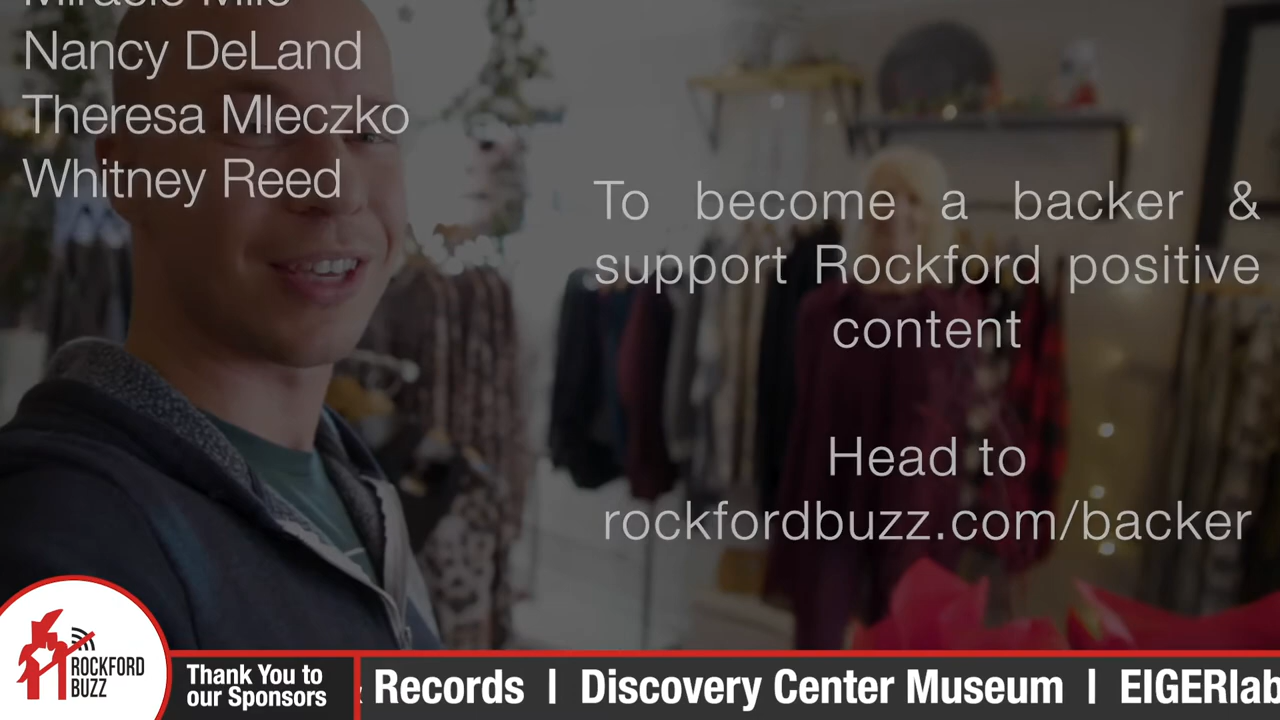 Nancy DeLand
Theresa Mleczko
Whitney Reed
To become a backer &
support Rockford positive
content
Head to
rockfordbuzz.com/backer
ROCKFORD
BUZZ
Thank You to
our Sponsors
Records | Discovery Center Museum | EIGERlab